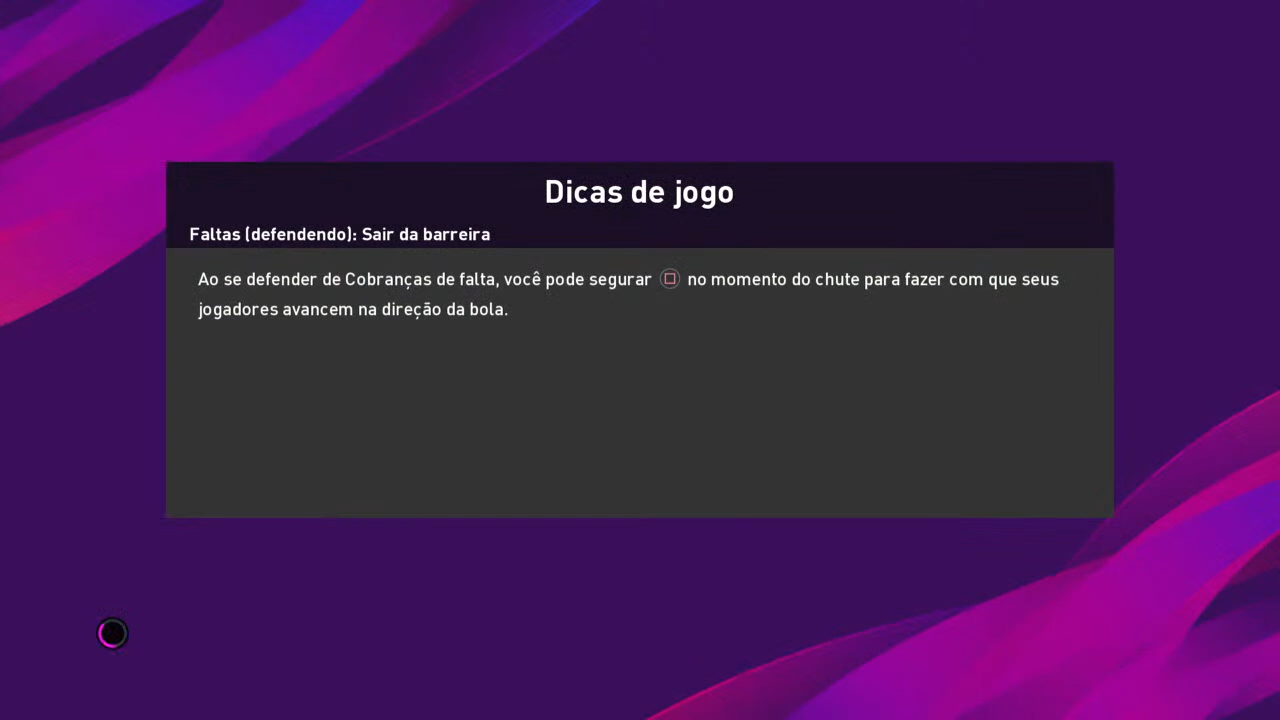 Dicas de jogo
Faltas (defendendo): Sair da barreira
Ao se defender de Cobranças de falta, você pode segurar □ no momento do chute para fazer com que seus
jogadores avancem na direção da bola.